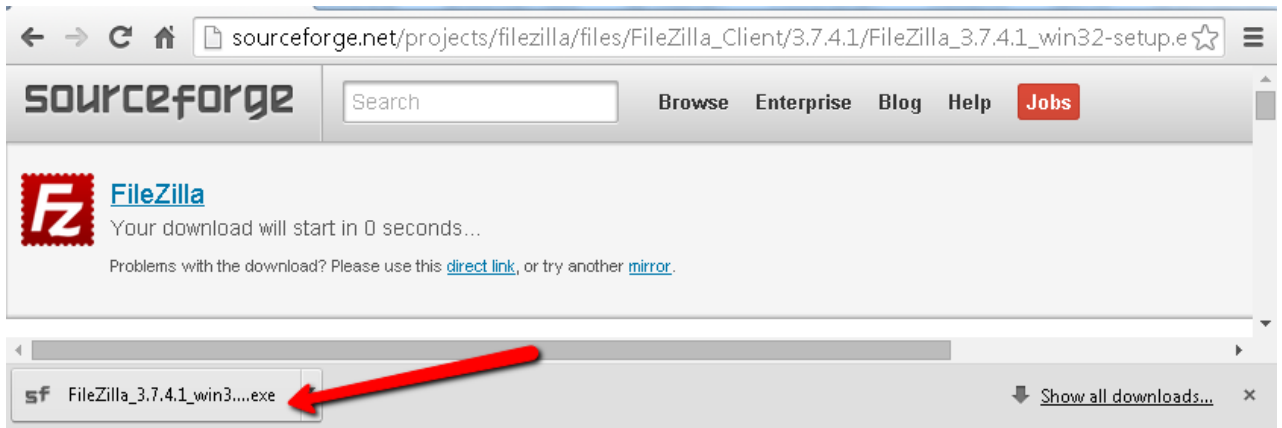 sourceforge.net/projects/filezilla/files/FileZilla_Client/3.7.4.1/FileZilla_3.7.4.1_win32-setup.e
sourceforge Search Browse Enterprise Blog Help Jobs
Fz
FileZilla
Your download will start in 0 seconds...
Problems with the download? Please use this direct link, or try another mirror.
sf FileZilla_3.7.4.1_win3....exe Show all downloads...